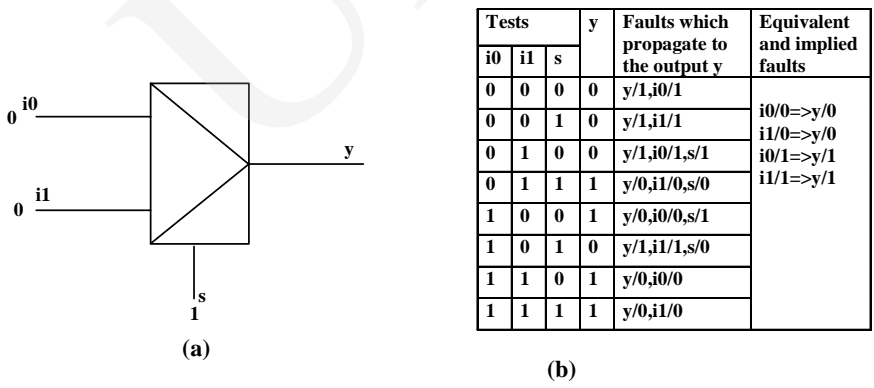 0 i0
0 i1
y
s
1
(a)
Tests y Faults which propagate to the output y Equivalent and implied faults
i0 i1 s
0 0 0 0 y/1,i0/1
0 0 1 0 y/1,i1/1
0 1 0 0 y/1,i0/1,s/1
0 1 1 1 y/0,i1/0,s/0
1 0 0 1 y/0,i0/0,s/1
1 0 1 0 y/1,i1/1,s/0
1 1 0 1 y/0,i0/0
1 1 1 1 y/0,i1/0
i0/0=>y/0
i1/0=>y/0
i0/1=>y/1
i1/1=>y/1
(b)